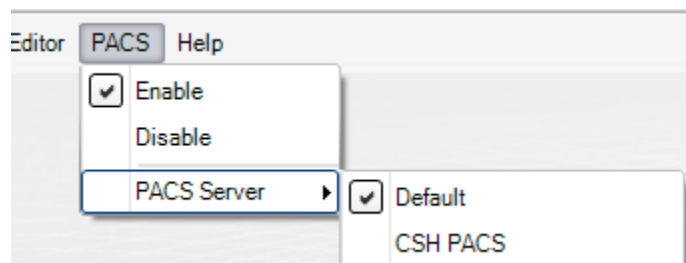 Editor PACS Help
Enable
Disable
PACS Server
Default
CSH PACS